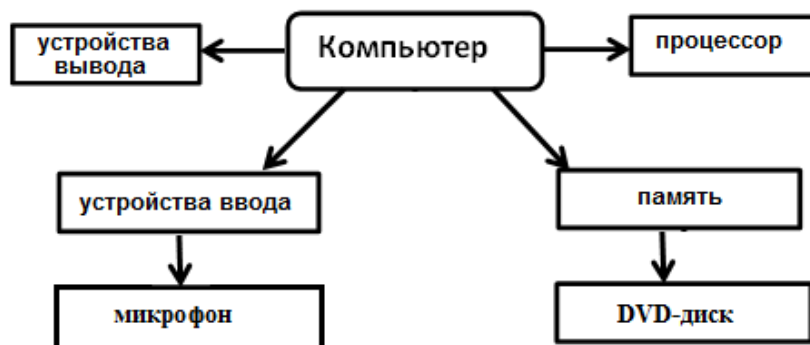 устройства
вывода
Компьютер
процессор
устройства ввода
память
микрофон
DVD-диск